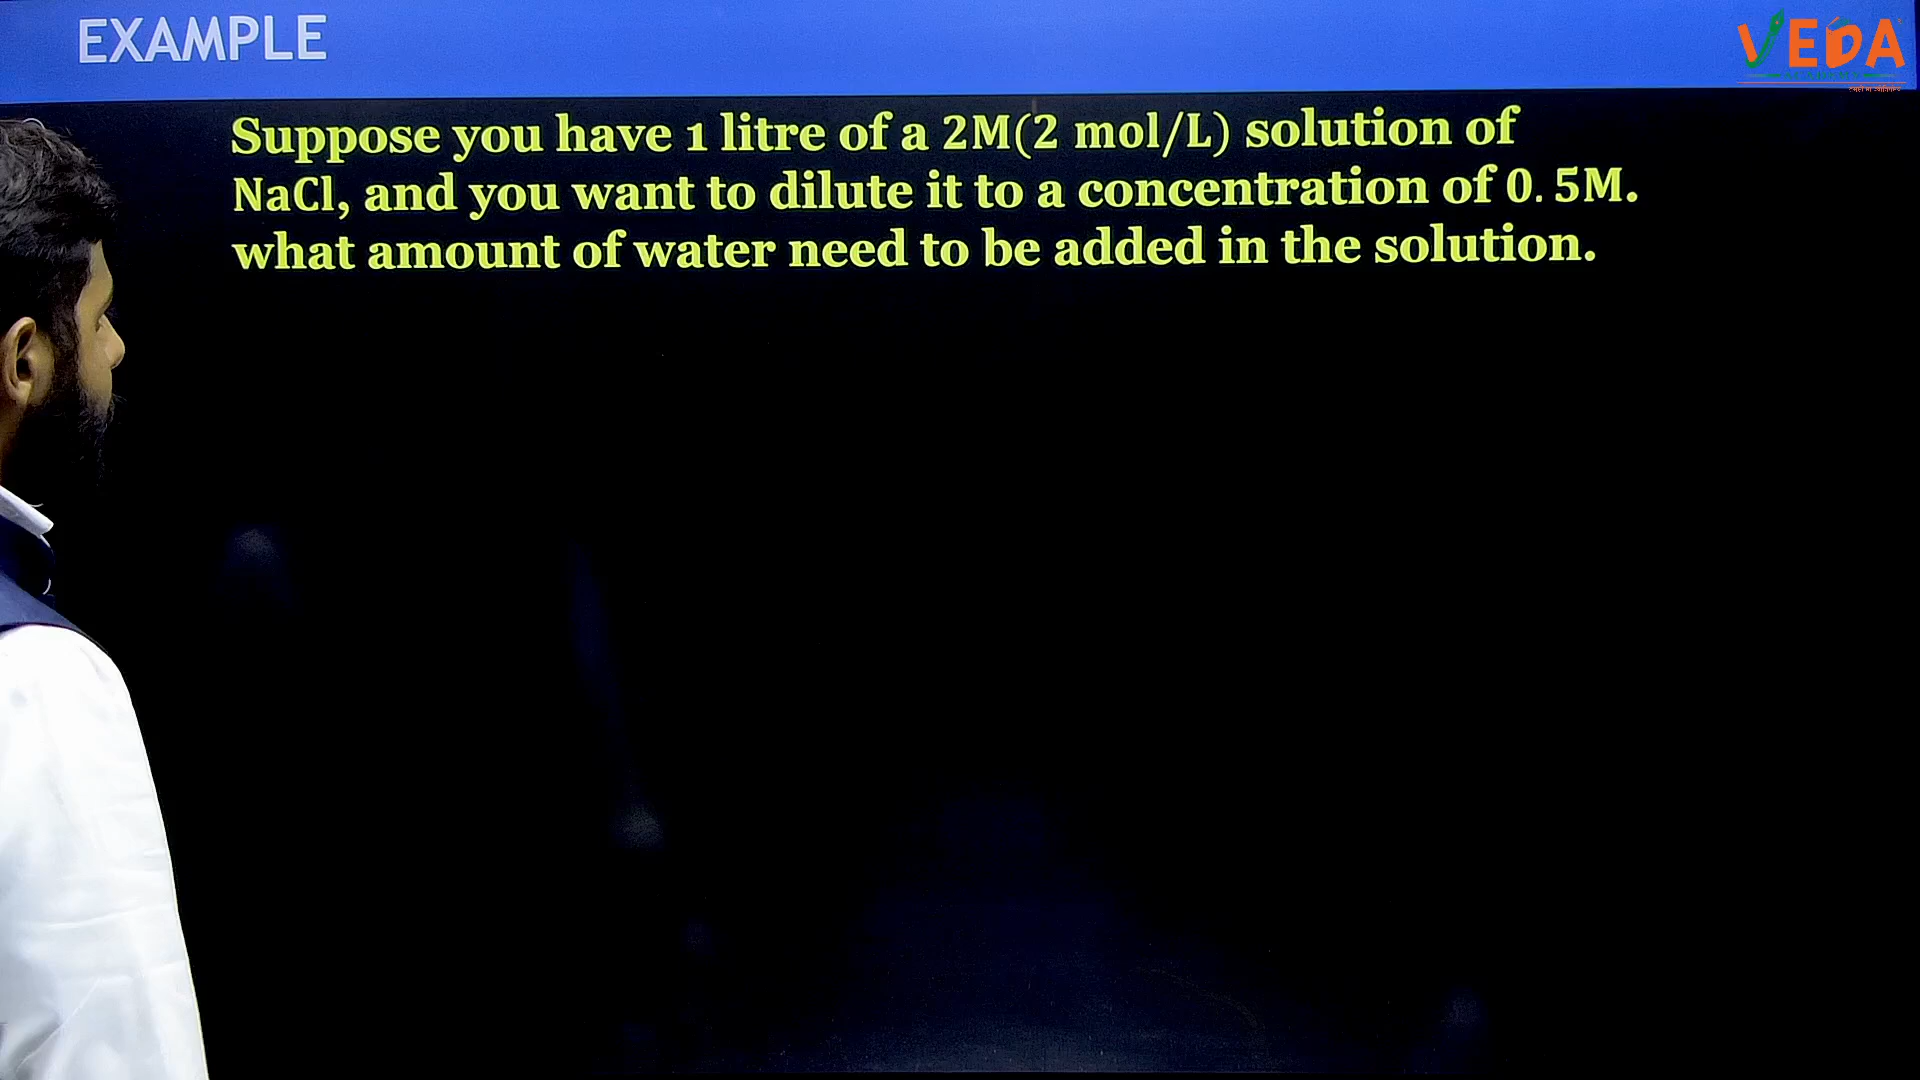 EXAMPLE
VEDA
Suppose you have 1 litre of a 2M(2 mol/L) solution of
NaCl, and you want to dilute it to a concentration of 0. 5M.
what amount of water need to be added in the solution.